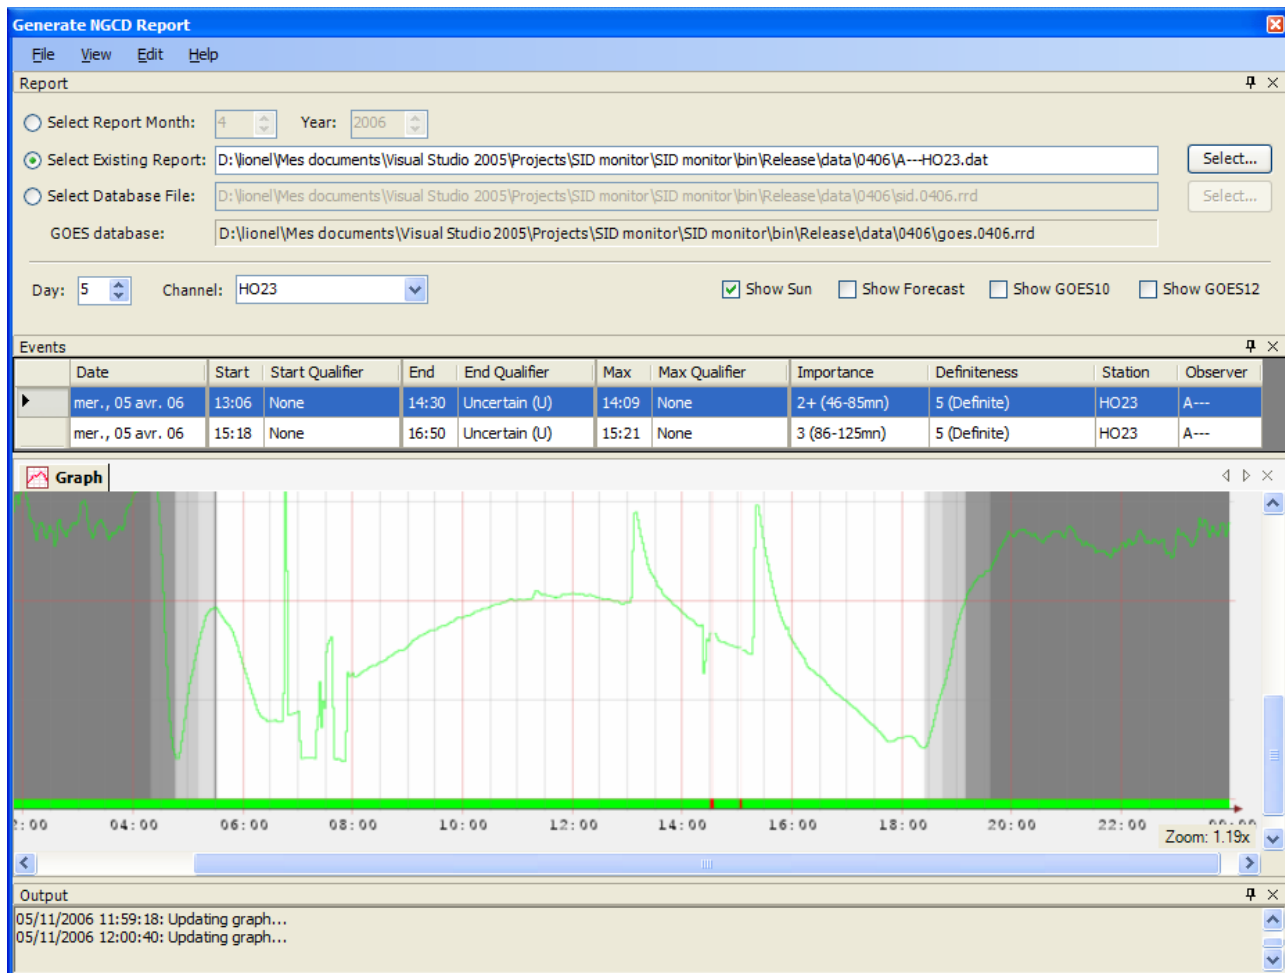 Generate NGCD Report
File View Edit Help
Report
Select Report Month: 4 Year: 2006
Select Existing Report: D:\lionel\Mes documents\Visual Studio 2005\Projects\SID monitor\SID monitor\bin\Release\data\0406\A---HO23.dat Select...
Select Database File: D:\lionel\Mes documents\Visual Studio 2005\Projects\SID monitor\SID monitor\bin\Release\data\0406\sid.0406.rrd Select...
GOES database: D:\lionel\Mes documents\Visual Studio 2005\Projects\SID monitor\SID monitor\bin\Release\data\0406\goes.0406.rrd
Day: 5 Channel: HO23 Show Sun Show Forecast Show GOES10 Show GOES12
Events
Date Start Start Qualifier End End Qualifier Max Max Qualifier Importance Definiteness Station Observer
mer., 05 avr. 06 13:06 None 14:30 Uncertain (U) 14:09 None 2+ (46-85mn) 5 (Definite) HO23 A---
mer., 05 avr. 06 15:18 None 16:50 Uncertain (U) 15:21 None 3 (86-125mn) 5 (Definite) HO23 A---
Graph
2:00 04:00 06:00 08:00 10:00 12:00 14:00 16:00 18:00 20:00 22:00
Zoom: 1.19x
Output
05/11/2006 11:59:18: Updating graph...
05/11/2006 12:00:40: Updating graph...